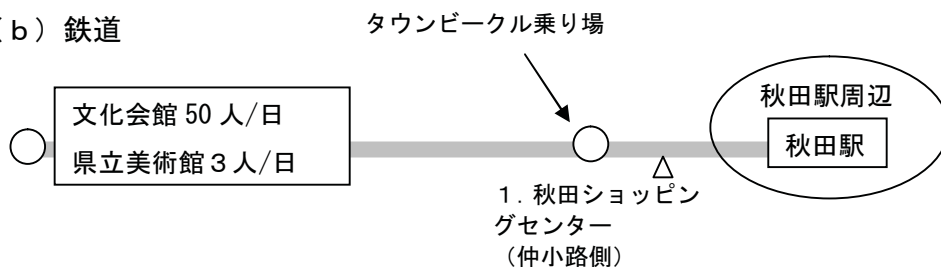 (b) 鉄道
タウンビークル乗り場
文化会館 50 人/日
県立美術館 3 人/日
秋田駅周辺
秋田駅
1. 秋田ショッピン
グセンター
(仲小路側)